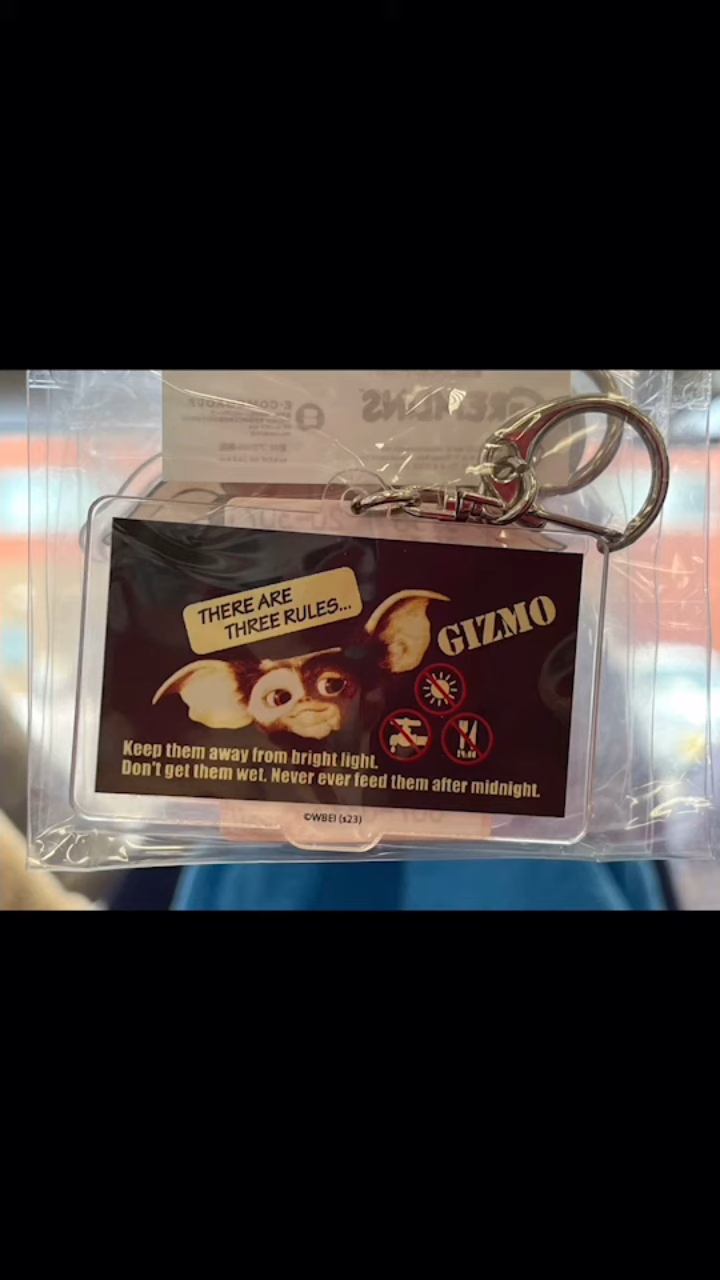 GREMLINS
THERE ARE
THREE RULES...
GIZMO
Keep them away from bright light.
Don't get them wet. Never ever feed them after midnight.
©WBEI (s23)